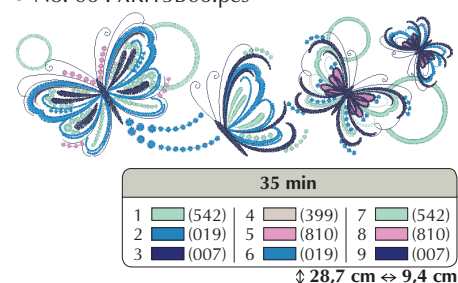 35 min
1 (542) 4 (399) 7 (542)
2 (019) 5 (810) 8 (810)
3 (007) 6 (019) 9 (007)
⇕ 28,7 cm ⇔ 9,4 cm